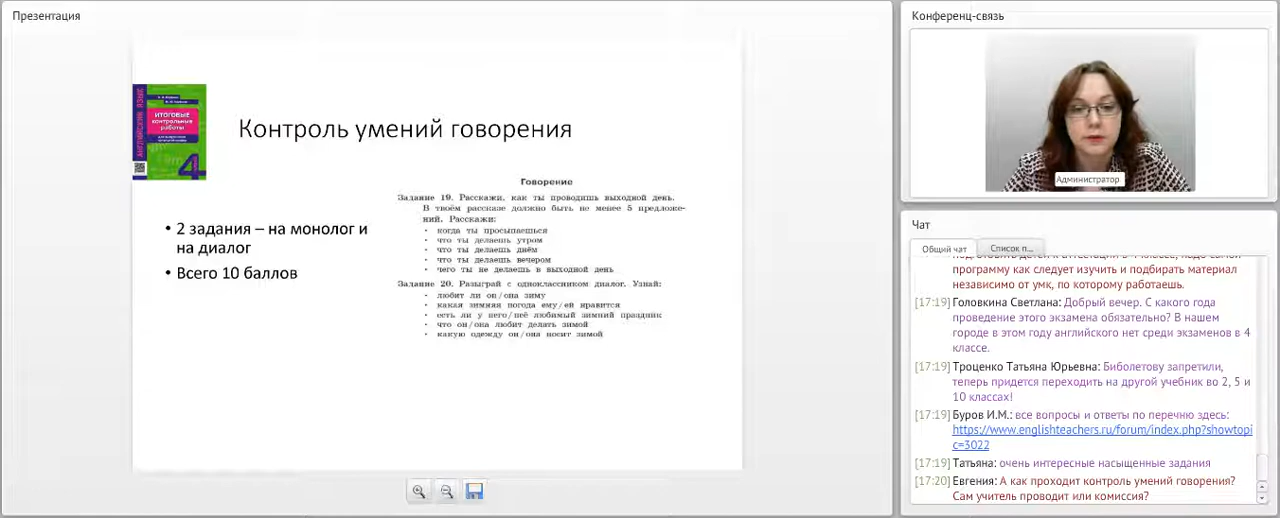 Презентация
АНГЛИЙСКИЙ ЯЗЫК
ИТОГОВЫЕ
контрольные
работы
4
Контроль умений говорения
• 2 задания – на монолог и
на диалог
• Всего 10 баллов
Говорение
Задание 19. Расскажи, как ты проводишь выходной день.
В твоём рассказе должно быть не менее 5 предложе-
ний. Расскажи:
• когда ты просыпаешься
• что ты делаешь утром
• что ты делаешь днём
• что ты делаешь вечером
• чего ты не делаешь в выходной день
Задание 20. Разыграй с одноклассником диалог. Узнай:
• любит ли он/она зиму
• какая зимняя погода ему/ей нравится
• есть ли у него/неё любимый зимний праздник
• что он/она любит делать зимой
• какую одежду он/она носит зимой
Конференц-связь
Администратор
Чат
Общий чат
Список п...
программу как следует изучить и подбирать материал
независимо от умк, по которому работаешь.
[17:19] Головкина Светлана: Добрый вечер. С какого года
проведение этого экзамена обязательно? В нашем
городе в этом году английского нет среди экзаменов в 4
классе.
[17:19] Троценко Татьяна Юрьевна: Биболетову запретили,
теперь придется переходить на другой учебник во 2, 5 и
10 классах!
[17:19] Буров И.М.: все вопросы и ответы по перечню здесь:
https://www.englishteachers.ru/forum/index.php?showtopi
c=3022
[17:19] Татьяна: очень интересные насыщенные задания
[17:20] Евгения: А как проходит контроль умений говорения?
Сам учитель проводит или комиссия?